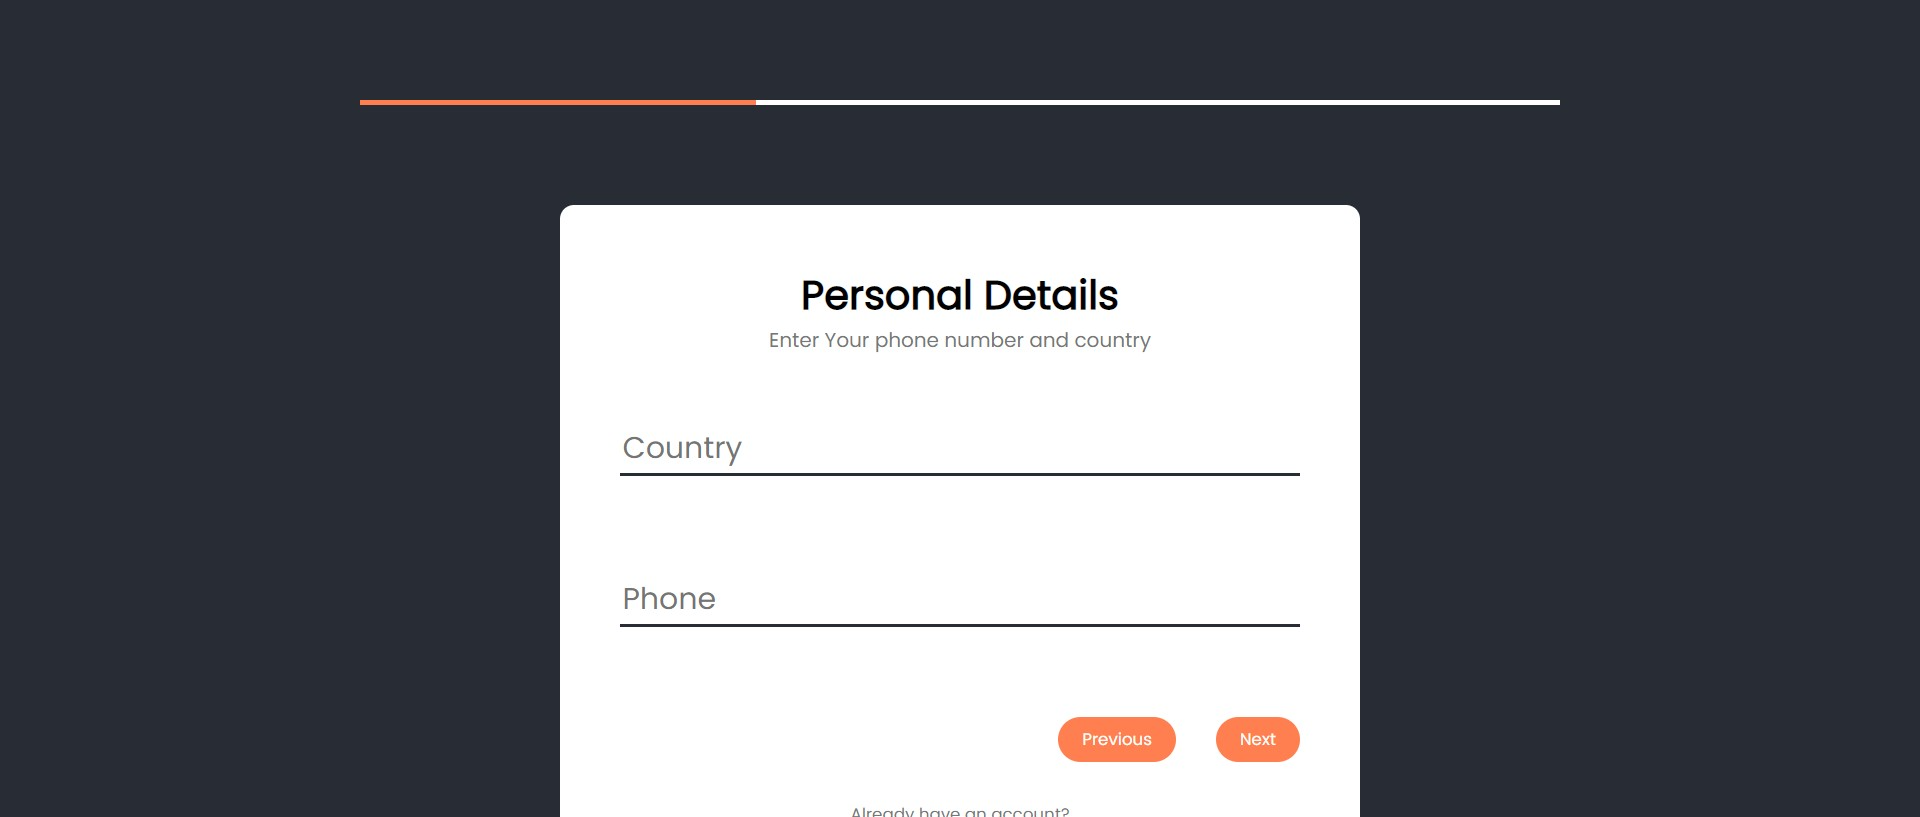 Personal Details
Enter Your phone number and country
Country
Phone
Previous
Next
Already have an account?